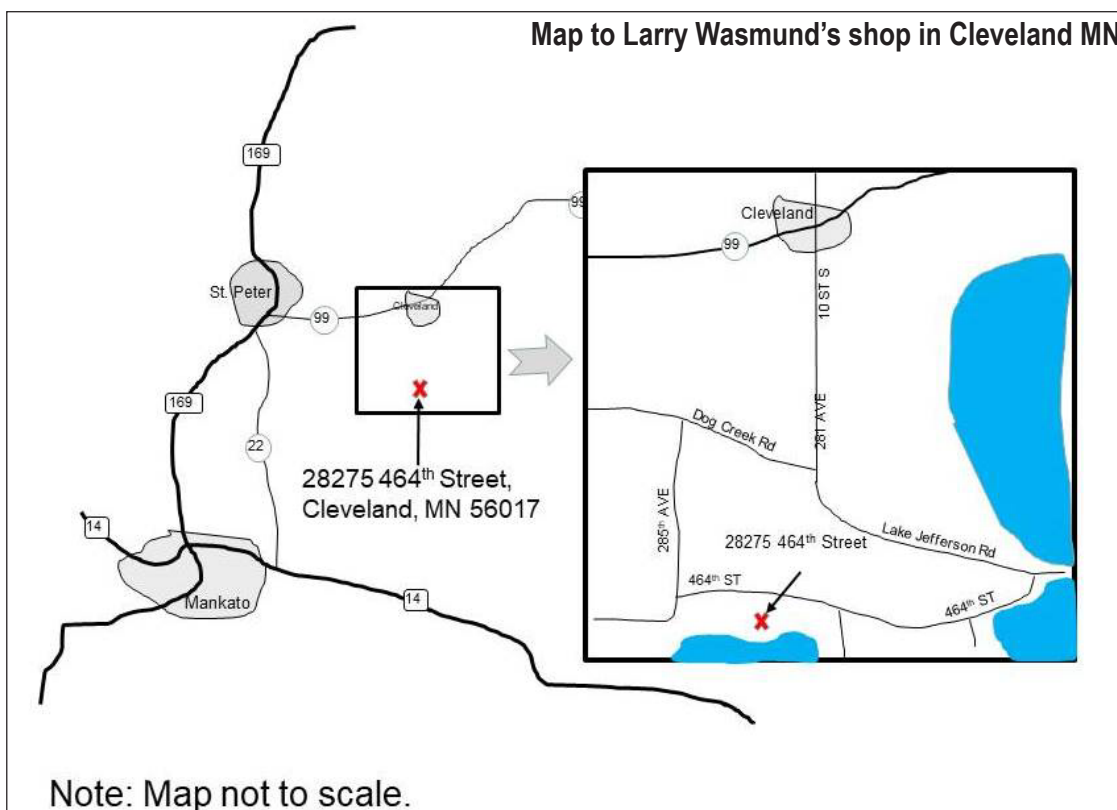 Map to Larry Wasmund's shop in Cleveland MN
169
99
St. Peter
Cleveland
99
169
22
28275 464th Street,
Cleveland, MN 56017
14
Mankato
14
Cleveland
99
10 ST S
281 AVE
Dog Creek Rd
285th AVE
Lake Jefferson Rd
28275 464th Street
464th ST
464th ST
Note: Map not to scale.